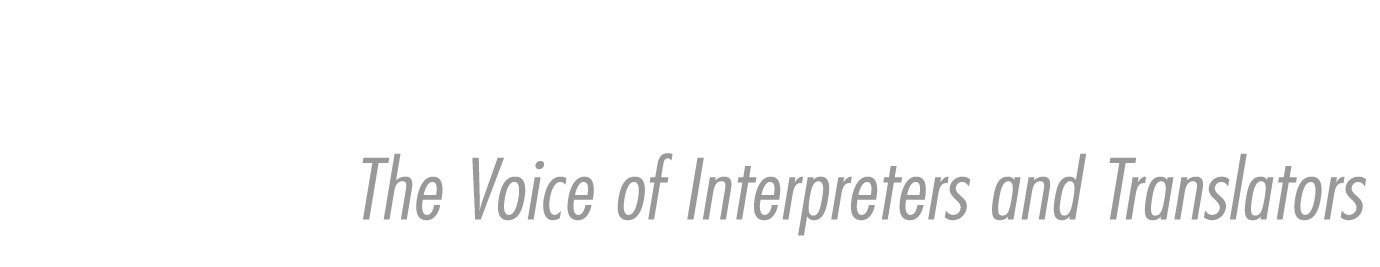 The Voice of Interpreters and Translators